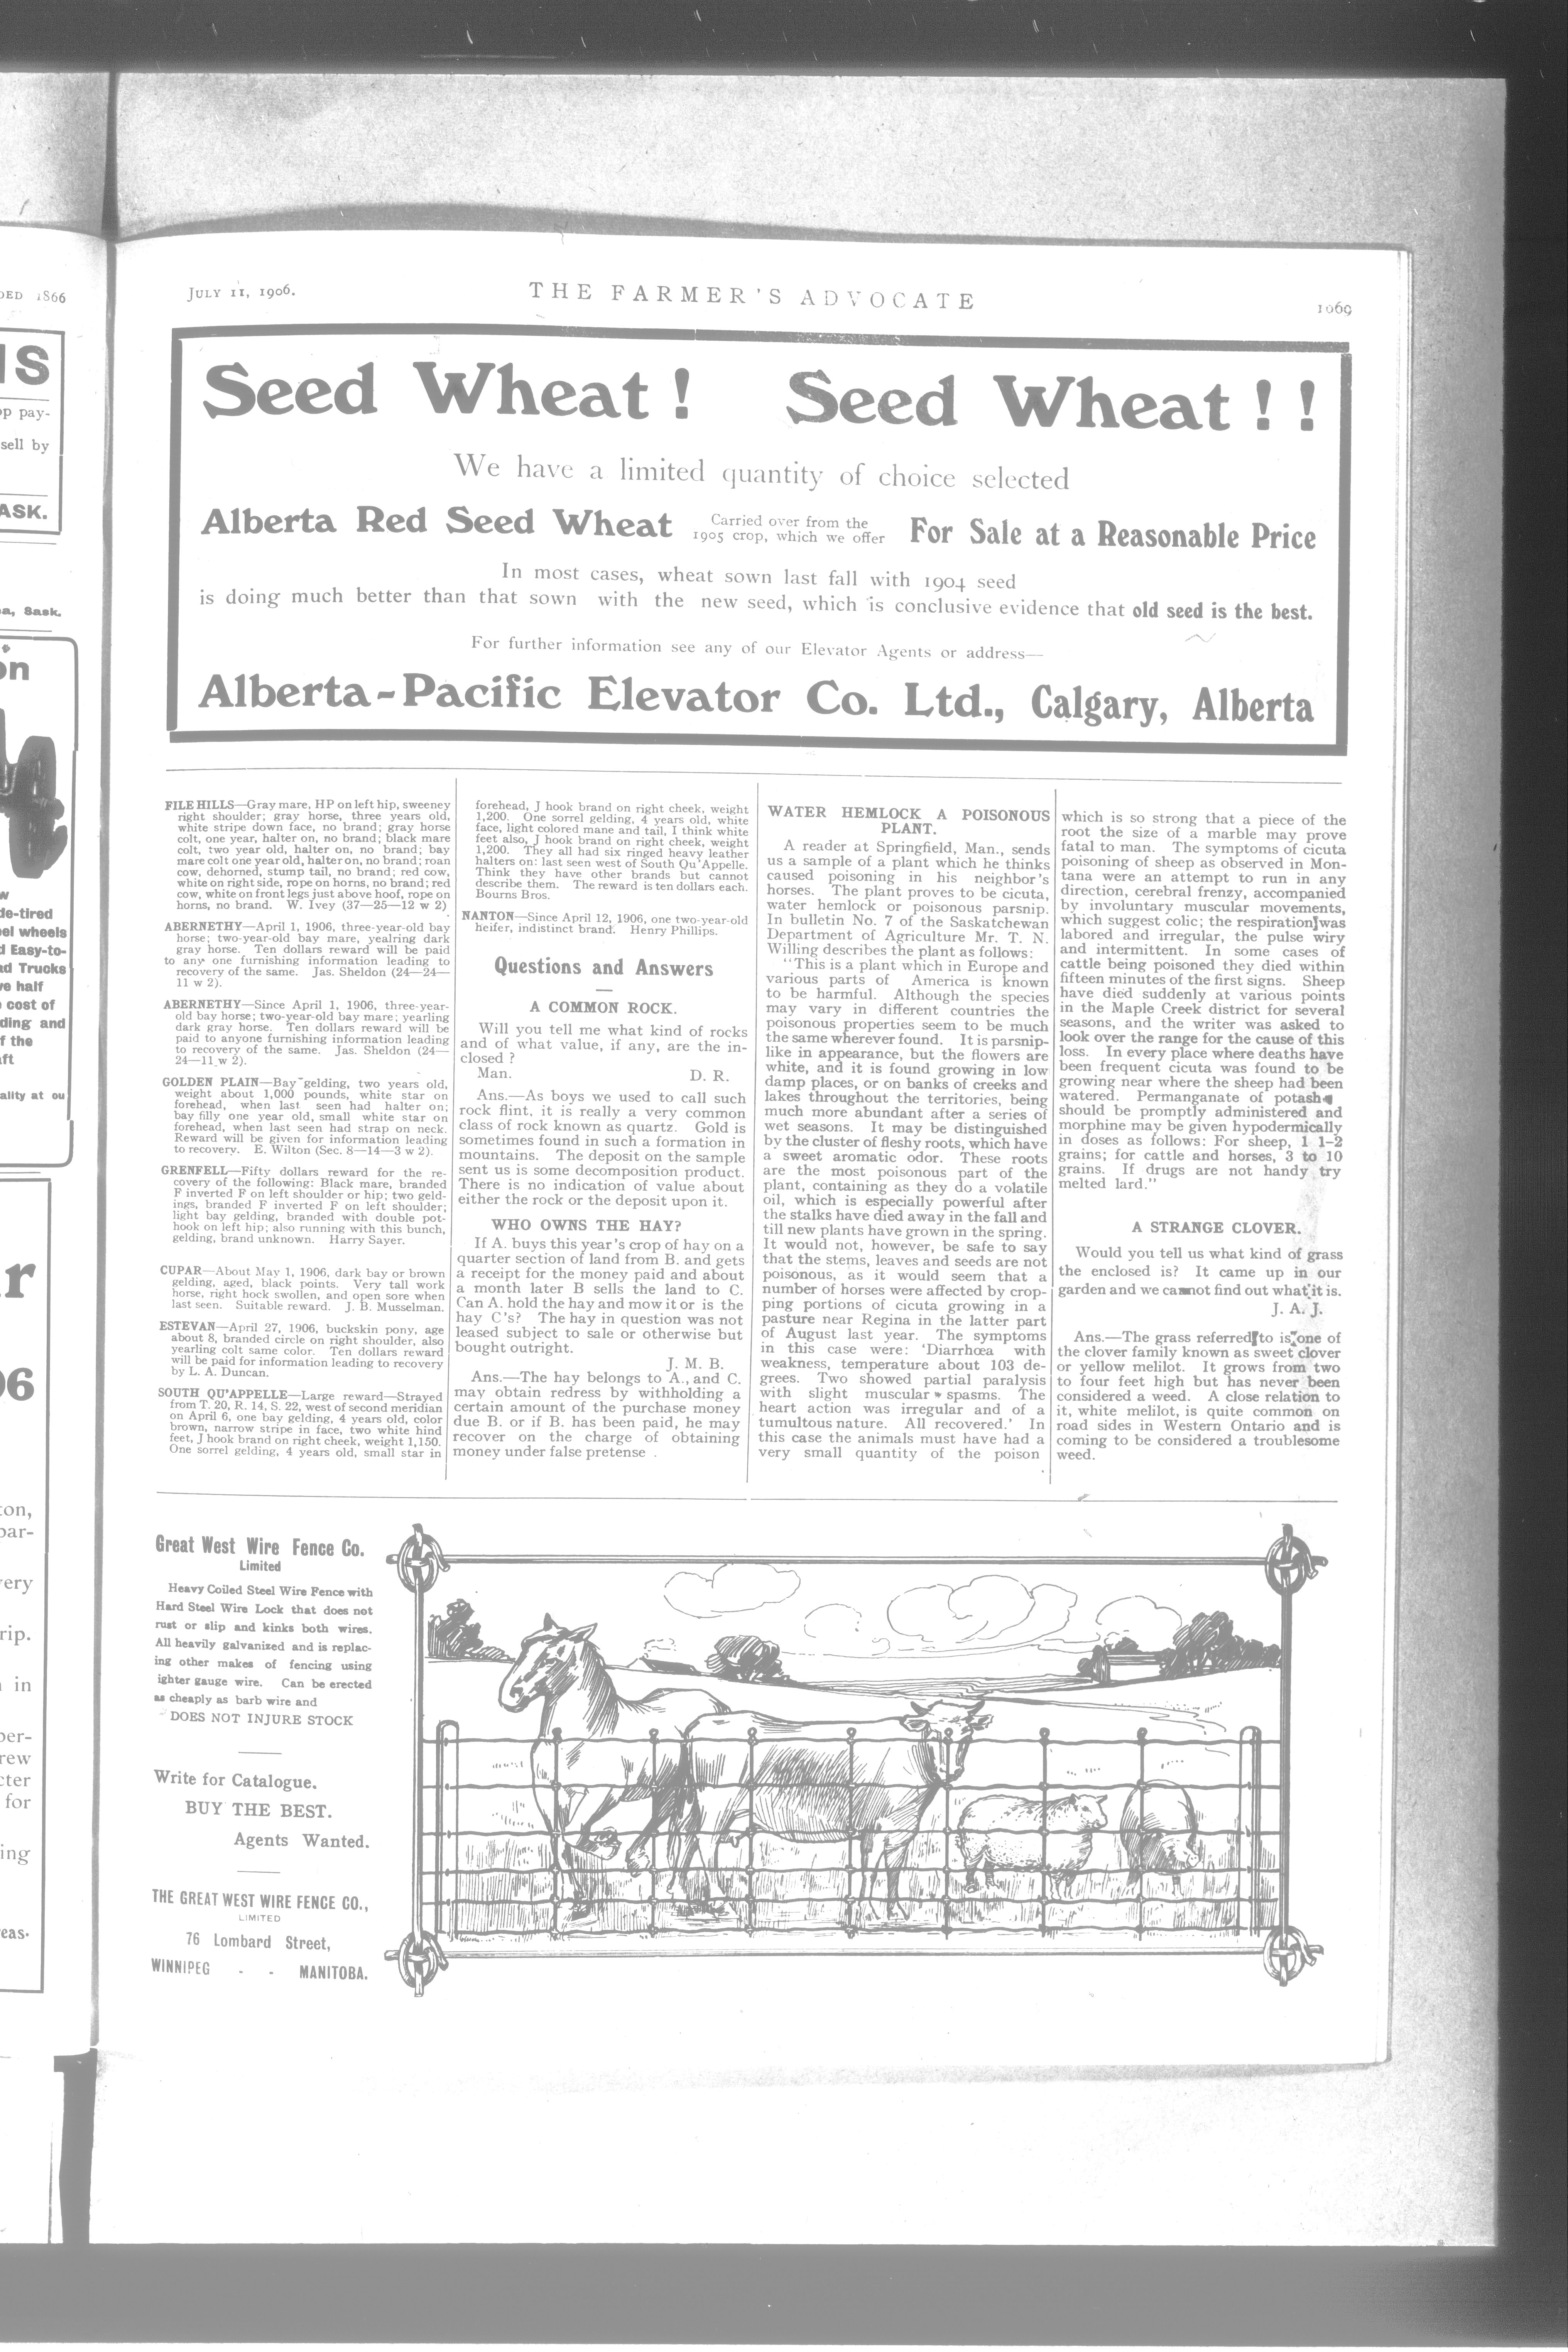 DED 1866
IS
op pay-
sell by
ASK.
a, Sask.
on
w
de-tired
eel wheels
d Easy-to-
ad Trucks
ve half
cost of
ding and
f the
aft
ality at ou
r
06
ton,
par-
ery
rip.
in
per-
rew
cter
for
ing
eas-
JULY 11, 1906.
THE FARMER'S ADVOCATE
1069
Seed Wheat! Seed Wheat!!
We have a limited quantity of choice selected
Alberta Red Seed Wheat Carried over from the
1905 crop, which we offer For Sale at a Reasonable Price
In most cases, wheat sown last fall with 1904 seed
is doing much better than that sown with the new seed, which is conclusive evidence that old seed is the best.
For further information see any of our Elevator Agents or address—
Alberta-Pacific Elevator Co. Ltd., Calgary, Alberta
FILE HILLS—Gray mare, HP on left hip, sweeney
right shoulder; gray horse, three years old,
white stripe down face, no brand; gray horse
colt, one year, halter on, no brand; black mare
colt, two year old, halter on, no brand; bay
mare colt one year old, halter on, no brand; roan
cow, dehorned, stump tail, no brand; red cow,
white on right side, rope on horns, no brand; red
cow, white on front legs just above hoof, rope on
horns, no brand. W. Ivey (37—25—12 w 2)
ABERNETHY—April 1, 1906, three-year-old bay
horse; two-year-old bay mare, yealring dark
gray horse. Ten dollars reward will be paid
to any one furnishing information leading to
recovery of the same. Jas. Sheldon (24—24—
11 w 2).
ABERNETHY—Since April 1, 1906, three-year-
old bay horse; two-year-old bay mare; yearling
dark gray horse. Ten dollars reward will be
paid to anyone furnishing information leading
to recovery of the same. Jas. Sheldon (24—
24—11 w 2).
GOLDEN PLAIN—Bay gelding, two years old,
weight about 1,000 pounds, white star on
forehead, when last seen had halter on;
bay filly one year old, small white star on
forehead, when last seen had strap on neck.
Reward will be given for information leading
to recovery. E. Wilton (Sec. 8—14—3 w 2).
GRENFELL—Fifty dollars reward for the re-
covery of the following: Black mare, branded
F inverted F on left shoulder or hip; two geld-
ings, branded F inverted F on left shoulder;
light bay gelding, branded with double pot-
hook on left hip; also running with this bunch,
gelding, brand unknown. Harry Sayer.
CUPAR—About May 1, 1906, dark bay or brown
gelding, aged, black points. Very tall work
horse, right hock swollen, and open sore when
last seen. Suitable reward. J. B. Musselman.
ESTEVAN—April 27, 1906, buckskin pony, age
about 8, branded circle on right shoulder, also
yearling colt same color. Ten dollars reward
will be paid for information leading to recovery
by L. A. Duncan.
SOUTH QU'APPELLE—Large reward—Strayed
from T. 20, R. 14, S. 22, west of second meridian
on April 6, one bay gelding, 4 years old, color
brown, narrow stripe in face, two white hind
feet, J hook brand on right cheek, weight 1,150.
One sorrel gelding, 4 years old, small star in
forehead, J hook brand on right cheek, weight
1,200. One sorrel gelding, 4 years old, white
face, light colored mane and tail, I think white
feet also, J hook brand on right cheek, weight
1,200. They all had six ringed heavy leather
halters on: last seen west of South Qu'Appelle.
Think they have other brands but cannot
describe them. The reward is ten dollars each.
Bourns Bros.
NANTON—Since April 12, 1906, one two-year-old
heifer, indistinct brand. Henry Phillips.
Questions and Answers
A COMMON ROCK.
Will you tell me what kind of rocks
and of what value, if any, are the in-
closed ?
Man. D. R.
Ans.—As boys we used to call such
rock flint, it is really a very common
class of rock known as quartz. Gold is
sometimes found in such a formation in
mountains. The deposit on the sample
sent us is some decomposition product.
There is no indication of value about
either the rock or the deposit upon it.
WHO OWNS THE HAY?
If A. buys this year's crop of hay on a
quarter section of land from B. and gets
a receipt for the money paid and about
a month later B sells the land to C.
Can A. hold the hay and mow it or is the
hay C's? The hay in question was not
leased subject to sale or otherwise but
bought outright.
J. M. B.
Ans.—The hay belongs to A., and C.
may obtain redress by withholding a
certain amount of the purchase money
due B. or if B. has been paid, he may
recover on the charge of obtaining
money under false pretense .
WATER HEMLOCK A POISONOUS
PLANT.
A reader at Springfield, Man., sends
us a sample of a plant which he thinks
caused poisoning in his neighbor's
horses. The plant proves to be cicuta,
water hemlock or poisonous parsnip.
In bulletin No. 7 of the Saskatchewan
Department of Agriculture Mr. T. N.
Willing describes the plant as follows:
"This is a plant which in Europe and
various parts of America is known
to be harmful. Although the species
may vary in different countries the
poisonous properties seem to be much
the same wherever found. It is parsnip-
like in appearance, but the flowers are
white, and it is found growing in low
damp places, or on banks of creeks and
lakes throughout the territories, being
much more abundant after a series of
wet seasons. It may be distinguished
by the cluster of fleshy roots, which have
a sweet aromatic odor. These roots
are the most poisonous part of the
plant, containing as they do a volatile
oil, which is especially powerful after
the stalks have died away in the fall and
till new plants have grown in the spring.
It would not, however, be safe to say
that the stems, leaves and seeds are not
poisonous, as it would seem that a
number of horses were affected by crop-
ping portions of cicuta growing in a
pasture near Regina in the latter part
of August last year. The symptoms
in this case were: 'Diarrhœa with
weakness, temperature about 103 de-
grees. Two showed partial paralysis
with slight muscular spasms. The
heart action was irregular and of a
tumultous nature. All recovered.' In
this case the animals must have had a
very small quantity of the poison
which is so strong that a piece of the
root the size of a marble may prove
fatal to man. The symptoms of cicuta
poisoning of sheep as observed in Mon-
tana were an attempt to run in any
direction, cerebral frenzy, accompanied
by involuntary muscular movements,
which suggest colic; the respiration was
labored and irregular, the pulse wiry
and intermittent. In some cases of
cattle being poisoned they died within
fifteen minutes of the first signs. Sheep
have died suddenly at various points
in the Maple Creek district for several
seasons, and the writer was asked to
look over the range for the cause of this
loss. In every place where deaths have
been frequent cicuta was found to be
growing near where the sheep had been
watered. Permanganate of potash
should be promptly administered and
morphine may be given hypodermically
in doses as follows: For sheep, 1 1-2
grains; for cattle and horses, 3 to 10
grains. If drugs are not handy try
melted lard."
A STRANGE CLOVER.
Would you tell us what kind of grass
the enclosed is? It came up in our
garden and we cannot find out what it is.
J. A. J.
Ans.—The grass referred to is one of
the clover family known as sweet clover
or yellow melilot. It grows from two
to four feet high but has never been
considered a weed. A close relation to
it, white melilot, is quite common on
road sides in Western Ontario and is
coming to be considered a troublesome
weed.
Great West Wire Fence Co.
Limited
Heavy Coiled Steel Wire Fence with
Hard Steel Wire Lock that does not
rust or slip and kinks both wires.
All heavily galvanized and is replac-
ing other makes of fencing using
ighter gauge wire. Can be erected
as cheaply as barb wire and
DOES NOT INJURE STOCK
Write for Catalogue.
BUY THE BEST.
Agents Wanted.
THE GREAT WEST WIRE FENCE CO.,
LIMITED
76 Lombard Street,
WINNIPEG - - MANITOBA.